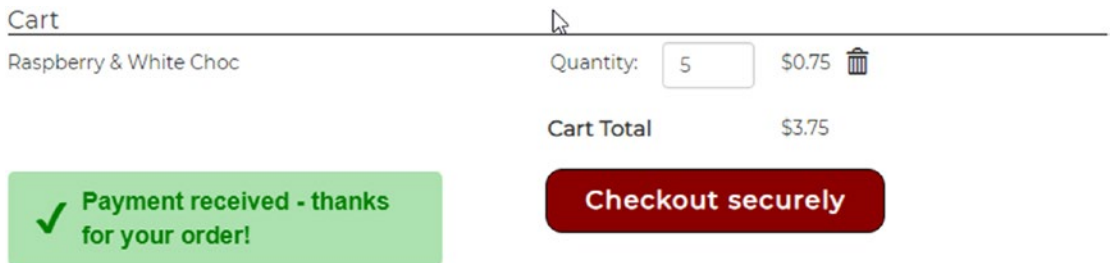 Cart
Raspberry & White Choc Quantity: 5 $0.75
Cart Total $3.75
Payment received - thanks
for your order!
Checkout securely